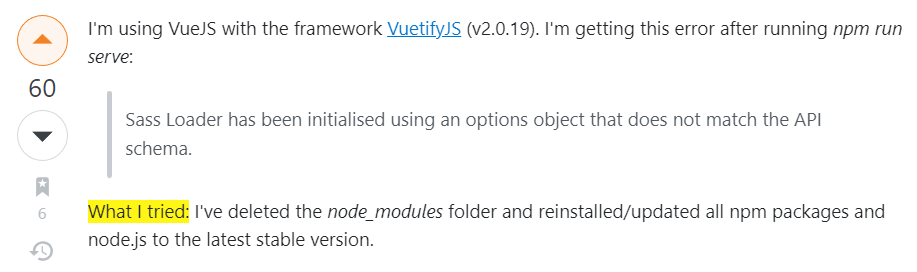 I'm using VueJS with the framework VuetifyJS (v2.0.19). I'm getting this error after running npm run
serve:
60
Sass Loader has been initialised using an options object that does not match the API
schema.
6
What I tried: I've deleted the node_modules folder and reinstalled/updated all npm packages and
node.js to the latest stable version.